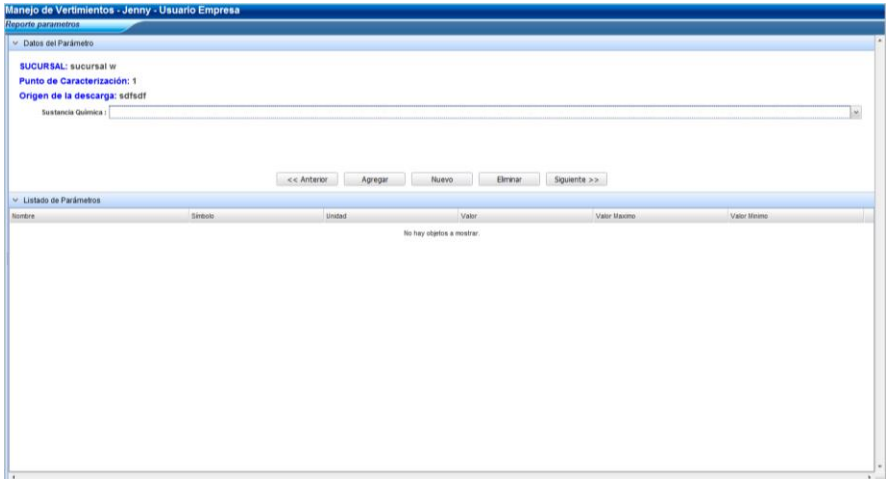 Manejo de Vertimientos - Jenny - Usuario Empresa
Reporte parametros
Datos del Parámetro
SUCURSAL: sucursal w
Punto de Caracterización: 1
Origen de la descarga: sdfsdf
Sustancia Química :
<< Anterior Agregar Nuevo Eliminar Siguiente >>
Listado de Parámetros
Nombre Símbolo Unidad Valor Valor Maximo Valor Minimo
No hay objetos a mostrar.